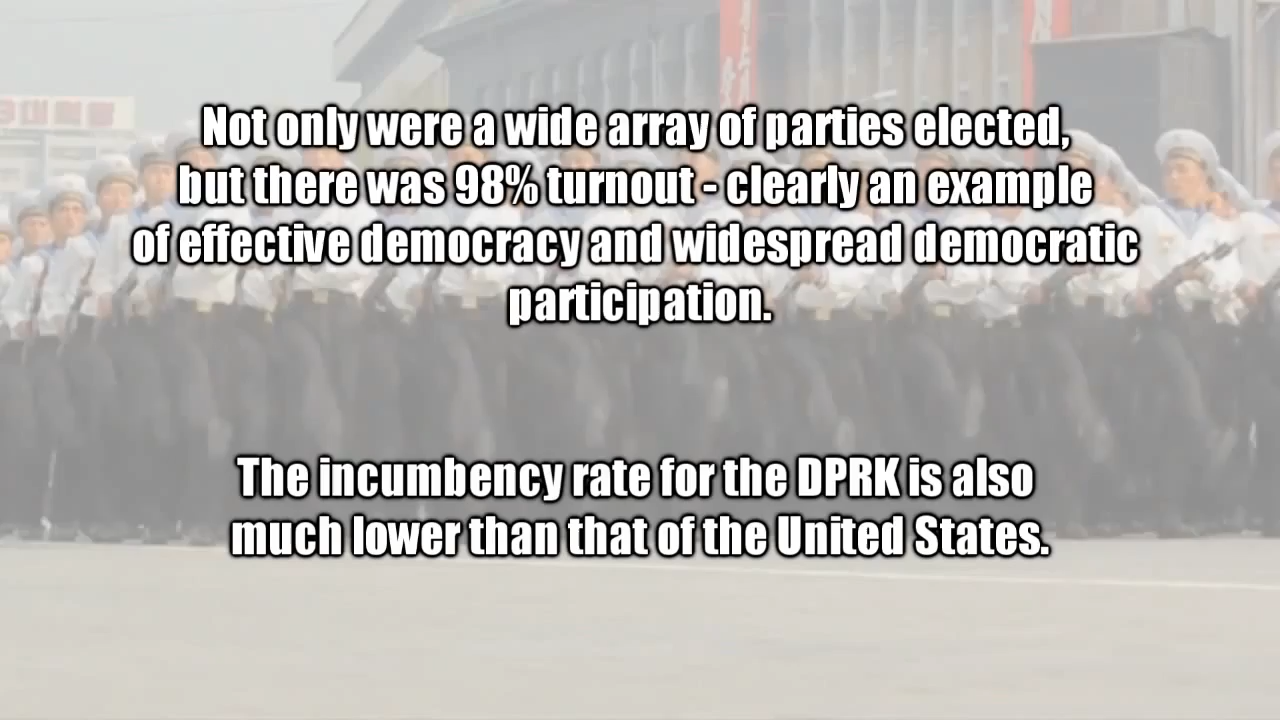 Not only were a wide array of parties elected,
but there was 98% turnout - clearly an example
of effective democracy and widespread democratic
participation.
The incumbency rate for the DPRK is also
much lower than that of the United States.